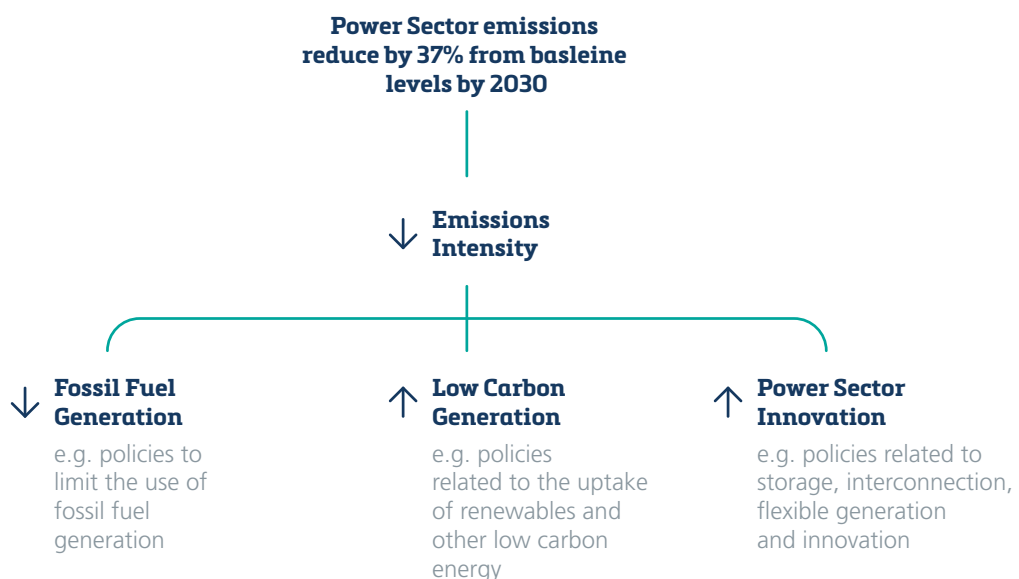 Power Sector emissions
reduce by 37% from basleine
levels by 2030
Emissions
Intensity
Fossil Fuel
Generation
e.g. policies to
limit the use of
fossil fuel
generation
Low Carbon
Generation
e.g. policies
related to the uptake
of renewables and
other low carbon
energy
Power Sector
Innovation
e.g. policies related to
storage, interconnection,
flexible generation
and innovation